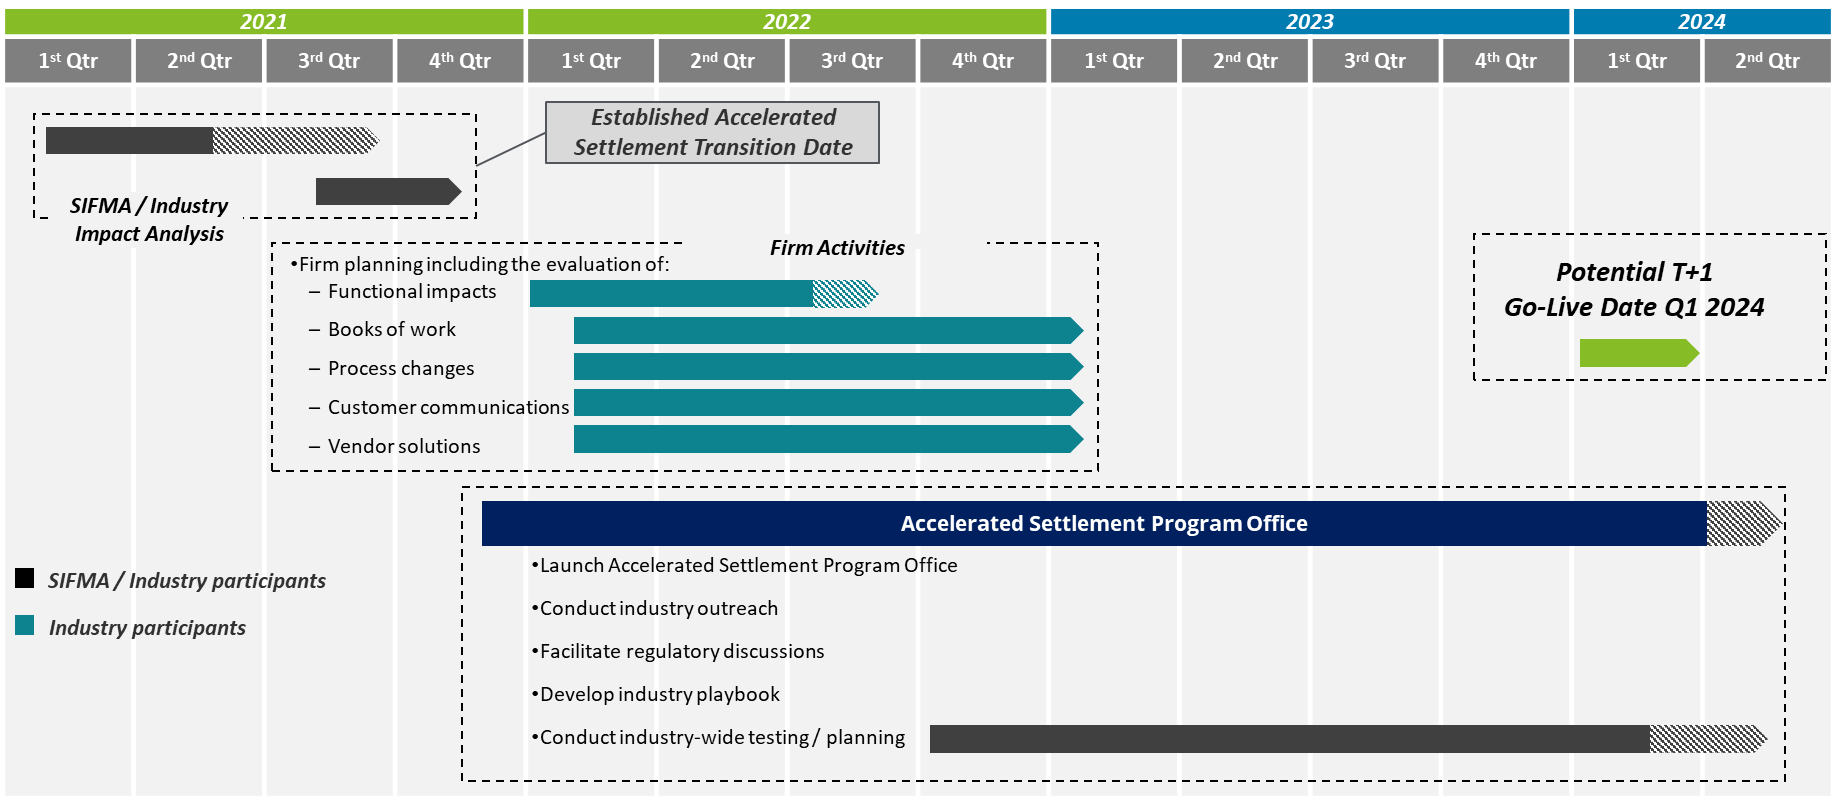 2021 2022 2023 2024
1st Qtr 2nd Qtr 3rd Qtr 4th Qtr 1st Qtr 2nd Qtr 3rd Qtr 4th Qtr 1st Qtr 2nd Qtr 3rd Qtr 4th Qtr 1st Qtr 2nd Qtr
Established Accelerated
Settlement Transition Date
SIFMA / Industry
Impact Analysis
Firm Activities
•Firm planning including the evaluation of:
– Functional impacts
– Books of work
– Process changes
– Customer communications
– Vendor solutions
Potential T+1
Go-Live Date Q1 2024
Accelerated Settlement Program Office
•Launch Accelerated Settlement Program Office
•Conduct industry outreach
•Facilitate regulatory discussions
•Develop industry playbook
•Conduct industry-wide testing / planning
SIFMA / Industry participants
Industry participants